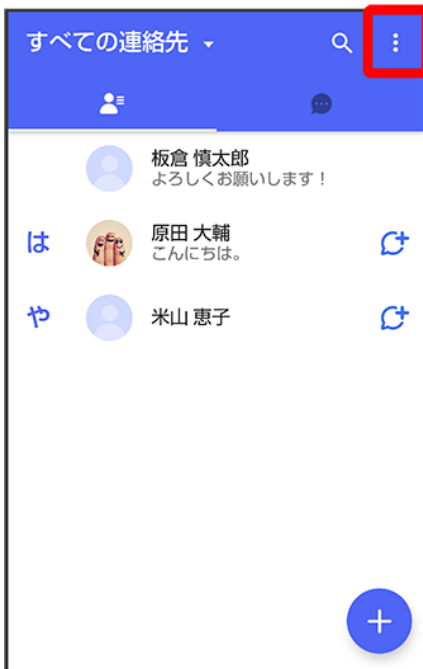 すべての連絡先
板倉 慎太郎
よろしくお願いします！
は
原田 大輔
こんにちは。
や
米山 恵子